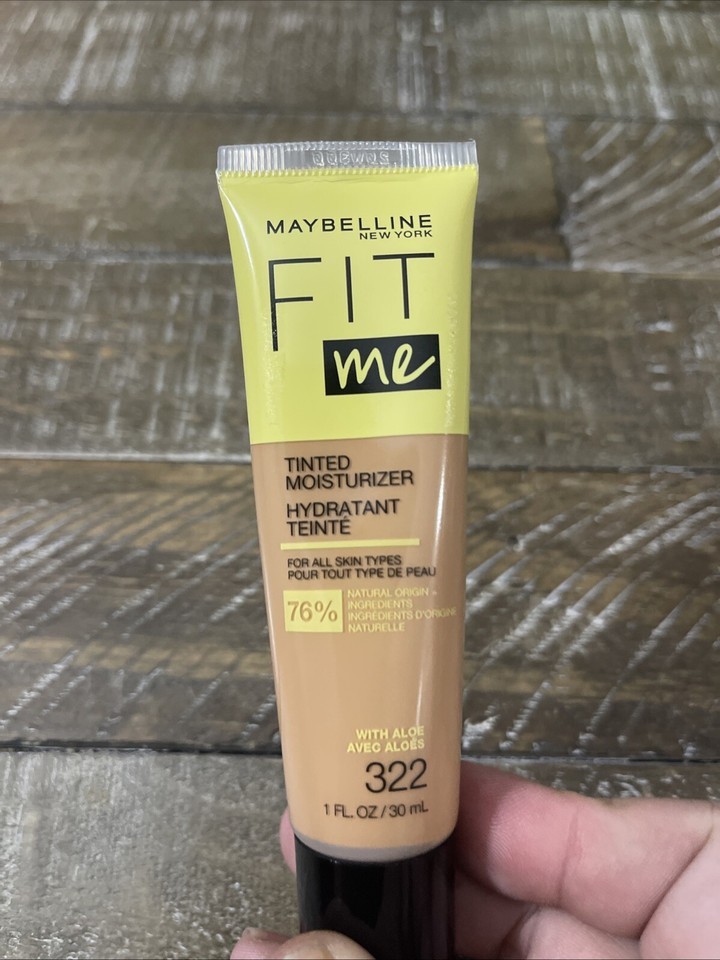 MAYBELLINE
NEW YORK
FIT
me
TINTED
MOISTURIZER
HYDRATANT
TEINTÉ
FOR ALL SKIN TYPES
POUR TOUT TYPE DE PEAU
76%
NATURAL ORIGIN
INGREDIENTS
INGRÉDIENTS D'ORIGINE
NATURELLE
WITH ALOE
AVEC ALOÈS
322
1 FL. OZ / 30 mL